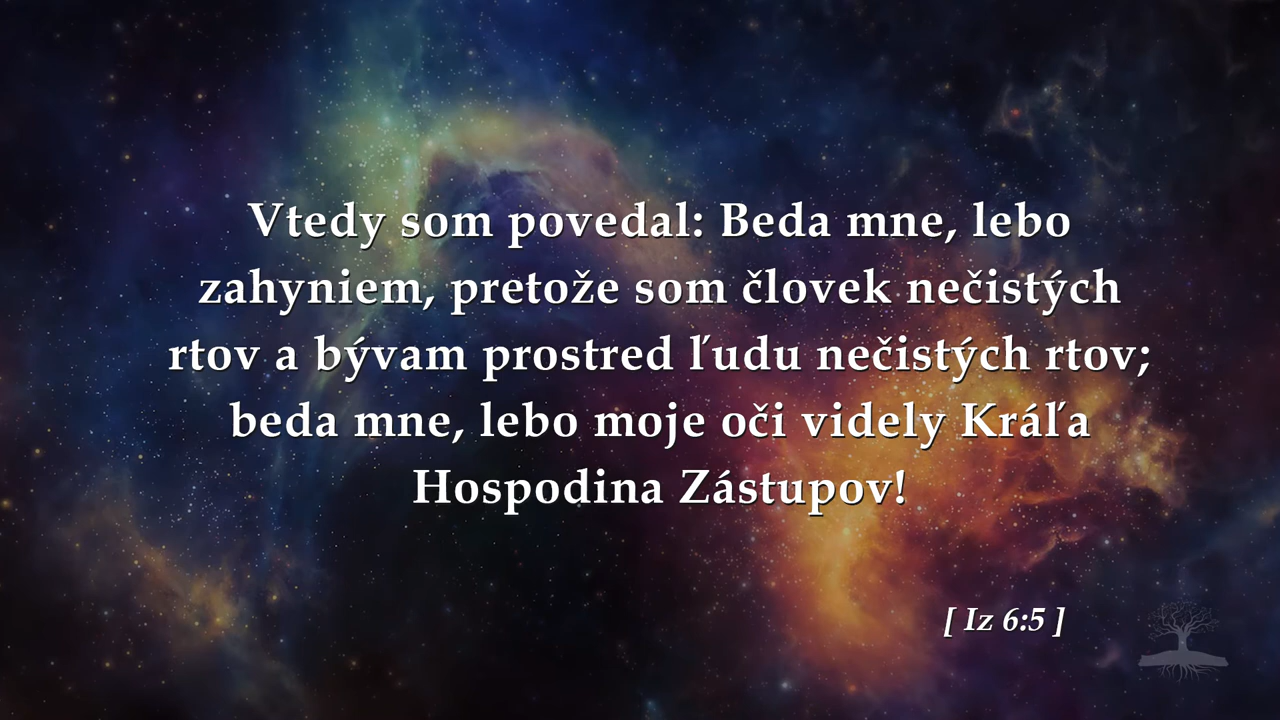 Vtedy som povedal: Beda mne, lebo
zahyniem, pretože som človek nečistých
rtov a bývam prostred ľudu nečistých rtov;
beda mne, lebo moje oči videly Kráľa
Hospodina Zástupov!
[ Iz 6:5 ]